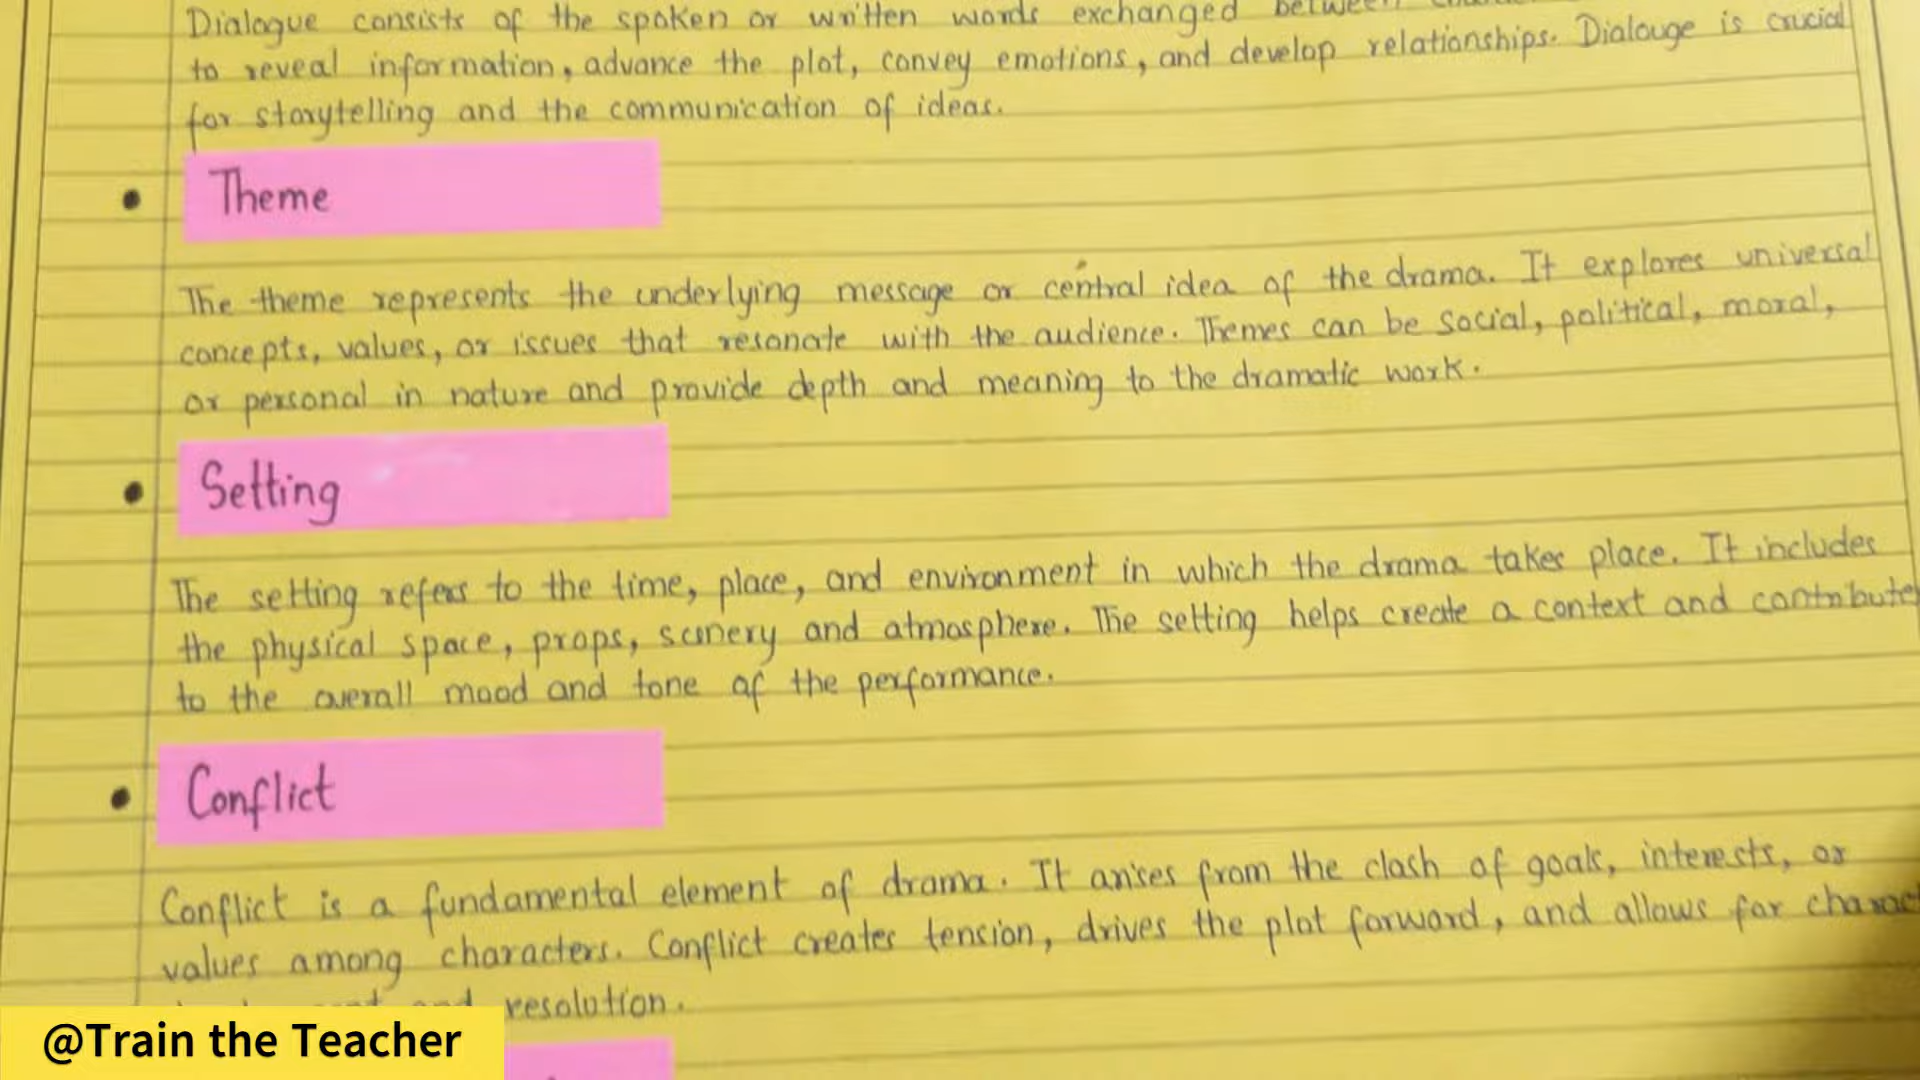 Dialogue consists of the spoken or written words exchanged between
to reveal information, advance the plot, convey emotions, and develop relationships. Dialouge is crucial
for storytelling and the communication of ideas.
• Theme
The theme represents the underlying message or central idea of the drama. It explores universal
concepts, values, or issues that resonate with the audience. Themes can be social, political, moral,
or personal in nature and provide depth and meaning to the dramatic work.
• Setting
The setting refers to the time, place, and environment in which the drama takes place. It includes
the physical space, props, scenery and atmosphere. The setting helps create a context and contributes
to the overall mood and tone of the performance.
• Conflict
Conflict is a fundamental element of drama. It arises from the clash of goals, interests, or
values among characters. Conflict creates tension, drives the plot forward, and allows for charact
and resolution.
@Train the Teacher